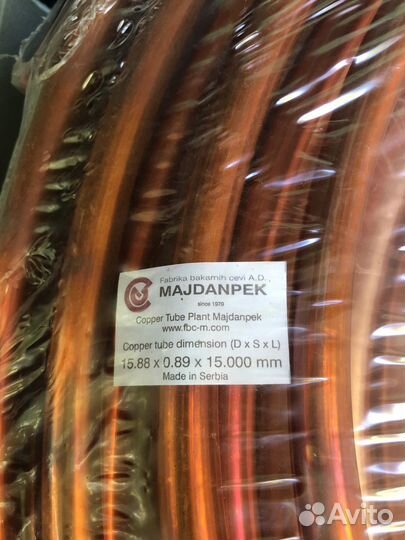 Fabrika bakarnih cevi A.D.,
MAJDANPEK
since 1979
Copper Tube Plant Majdanpek
www.fbc-m.com
Copper tube dimension (D x S x L)
15.88 x 0.89 x 15.000 mm
Made in Serbia
Avito